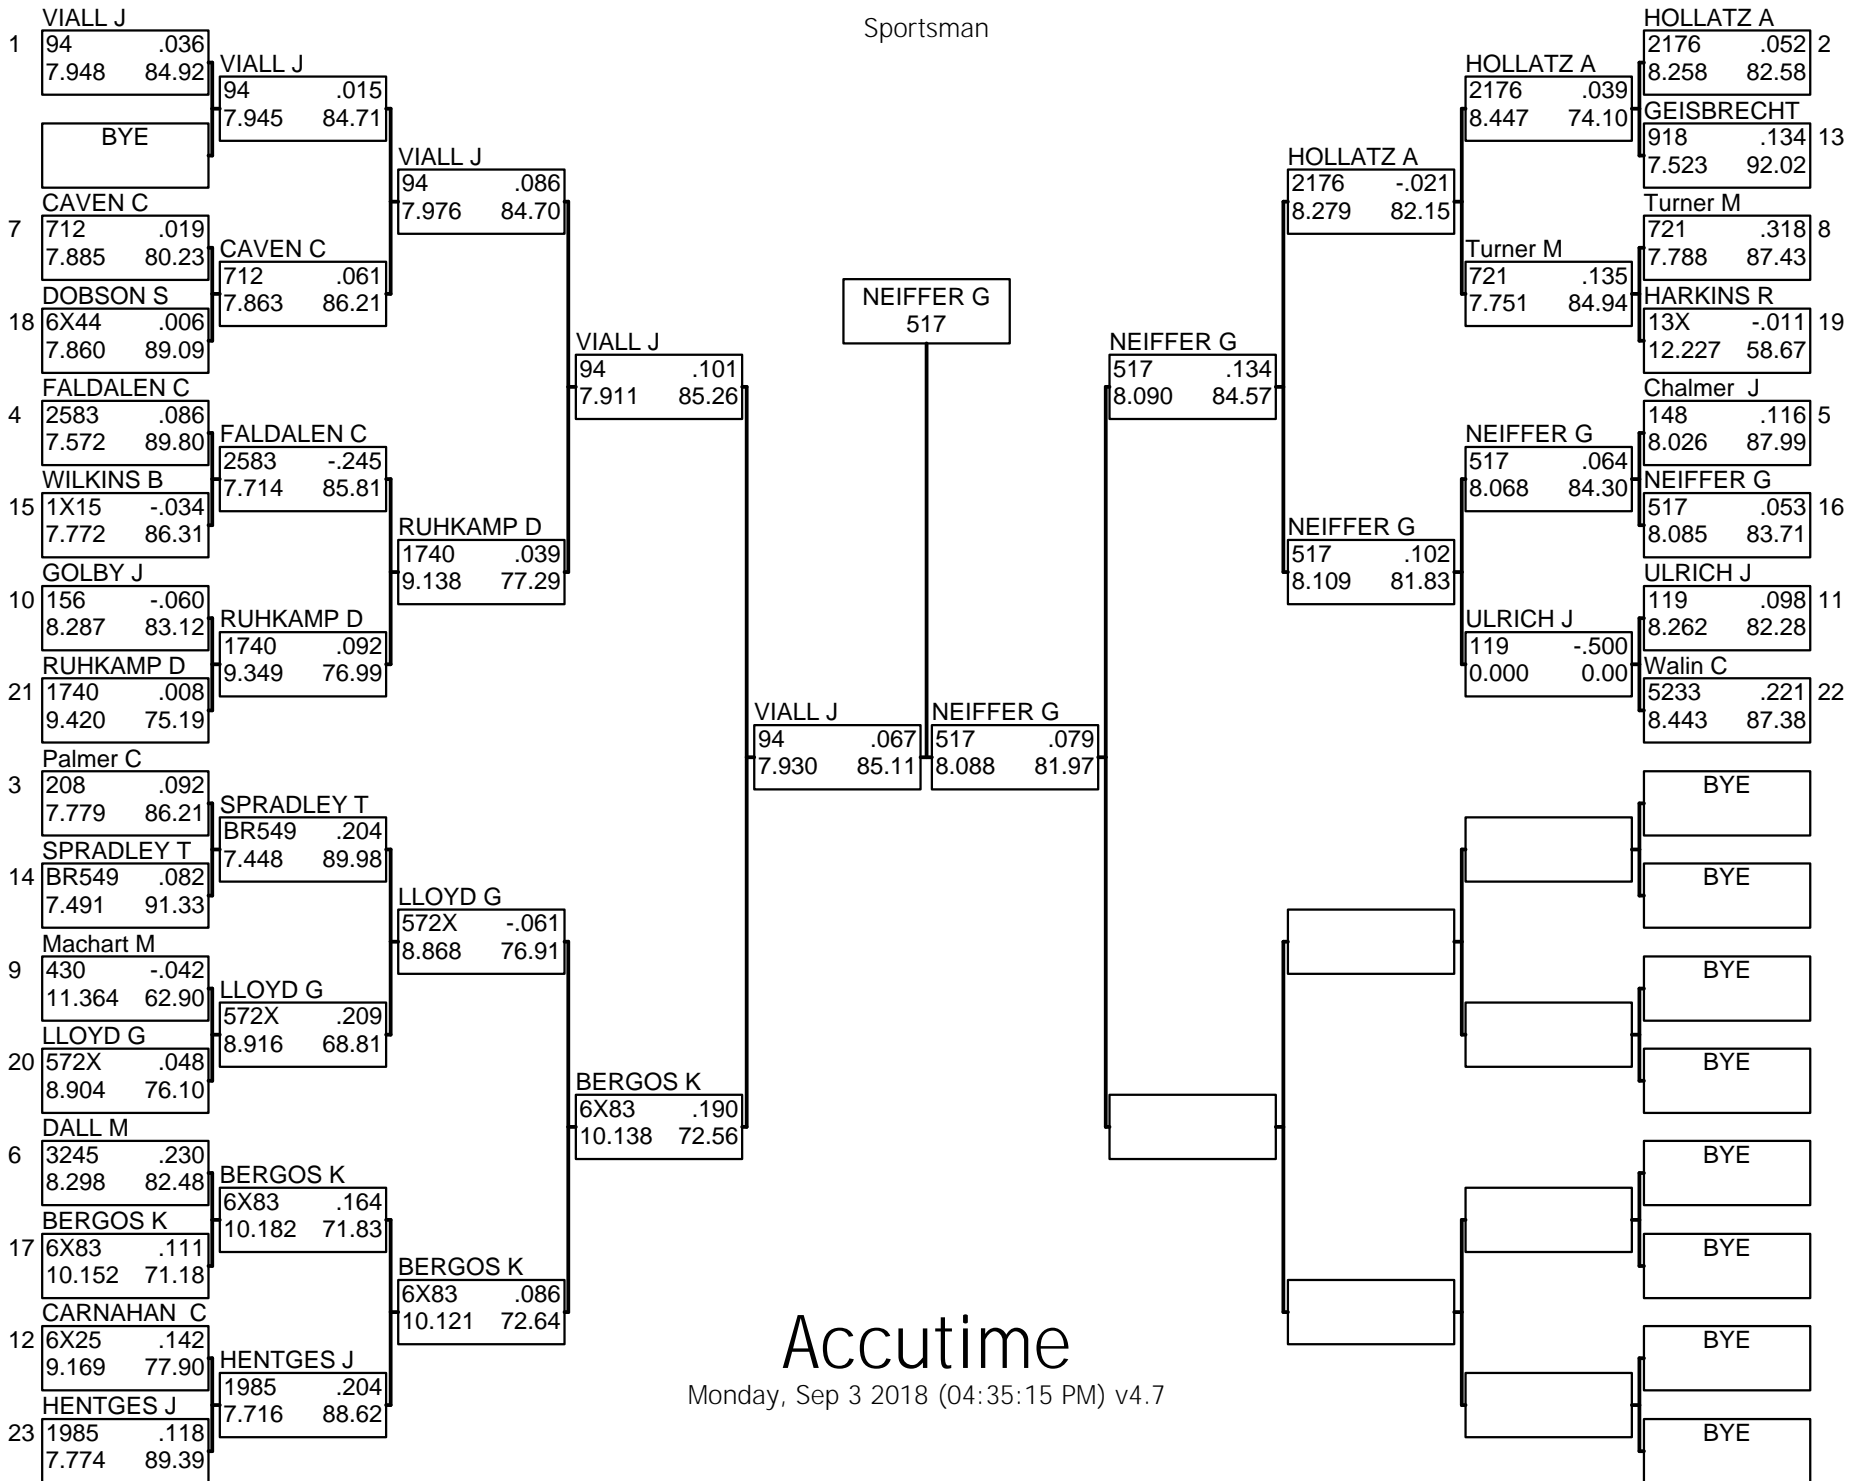 Sportsman
VIALL J
1
94 .036
7.948 84.92
BYE
CAVEN C
7
712 .019
7.885 80.23
DOBSON S
18
6X44 .006
7.860 89.09
FALDALEN C
4
2583 .086
7.572 89.80
WILKINS B
15
1X15 -.034
7.772 86.31
GOLBY J
10
156 -.060
8.287 83.12
RUHKAMP D
21
1740 .008
9.420 75.19
Palmer C
3
208 .092
7.779 86.21
SPRADLEY T
14
BR549 .082
7.491 91.33
Machart M
9
430 -.042
11.364 62.90
LLOYD G
20
572X .048
8.904 76.10
DALL M
6
3245 .230
8.298 82.48
BERGOS K
17
6X83 .111
10.152 71.18
CARNAHAN C
12
6X25 .142
9.169 77.90
HENTGES J
23
1985 .118
7.774 89.39
VIALL J
94 .015
7.945 84.71
CAVEN C
712 .061
7.863 86.21
FALDALEN C
2583 -.245
7.714 85.81
RUHKAMP D
1740 .092
9.349 76.99
SPRADLEY T
BR549 .204
7.448 89.98
LLOYD G
572X .209
8.916 68.81
BERGOS K
6X83 .164
10.182 71.83
HENTGES J
1985 .204
7.716 88.62
VIALL J
94 .086
7.976 84.70
RUHKAMP D
1740 .039
9.138 77.29
LLOYD G
572X -.061
8.868 76.91
BERGOS K
6X83 .086
10.121 72.64
VIALL J
94 .101
7.911 85.26
BERGOS K
6X83 .190
10.138 72.56
VIALL J
94 .067
7.930 85.11
NEIFFER G
517
NEIFFER G
517 .079
8.088 81.97
NEIFFER G
517 .134
8.090 84.57
HOLLATZ A
2176 -.021
8.279 82.15
NEIFFER G
517 .102
8.109 81.83
HOLLATZ A
2176 .039
8.447 74.10
Turner M
721 .135
7.751 84.94
NEIFFER G
517 .064
8.068 84.30
ULRICH J
119 -.500
0.000 0.00
HOLLATZ A
2176 .052
2
8.258 82.58
GEISBRECHT
918 .134
13
7.523 92.02
Turner M
721 .318
8
7.788 87.43
HARKINS R
13X -.011
19
12.227 58.67
Chalmer J
148 .116
5
8.026 87.99
NEIFFER G
517 .053
16
8.085 83.71
ULRICH J
119 .098
11
8.262 82.28
Walin C
5233 .221
22
8.443 87.38
BYE
BYE
BYE
BYE
BYE
BYE
BYE
BYE
Accutime
Monday, Sep 3 2018 (04:35:15 PM) v4.7